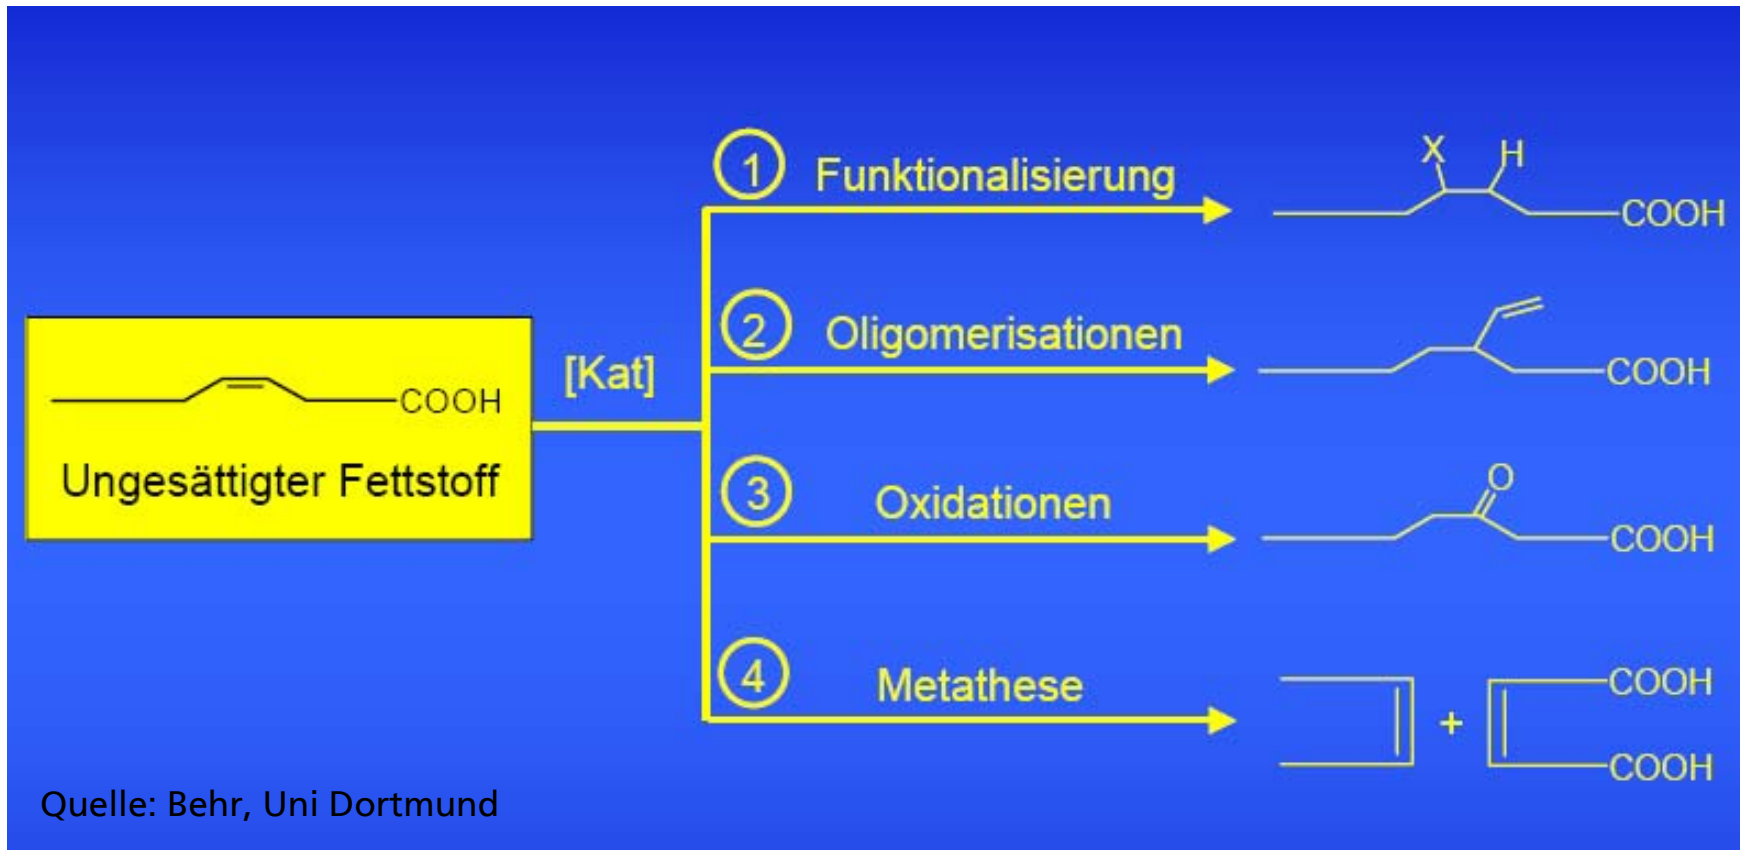 1 Funktionalisierung
X H
COOH
2 Oligomerisationen
COOH
[Kat]
COOH
Ungesättigter Fettstoff
3 Oxidationen
O
COOH
4 Metathese
COOH
+
COOH
Quelle: Behr, Uni Dortmund